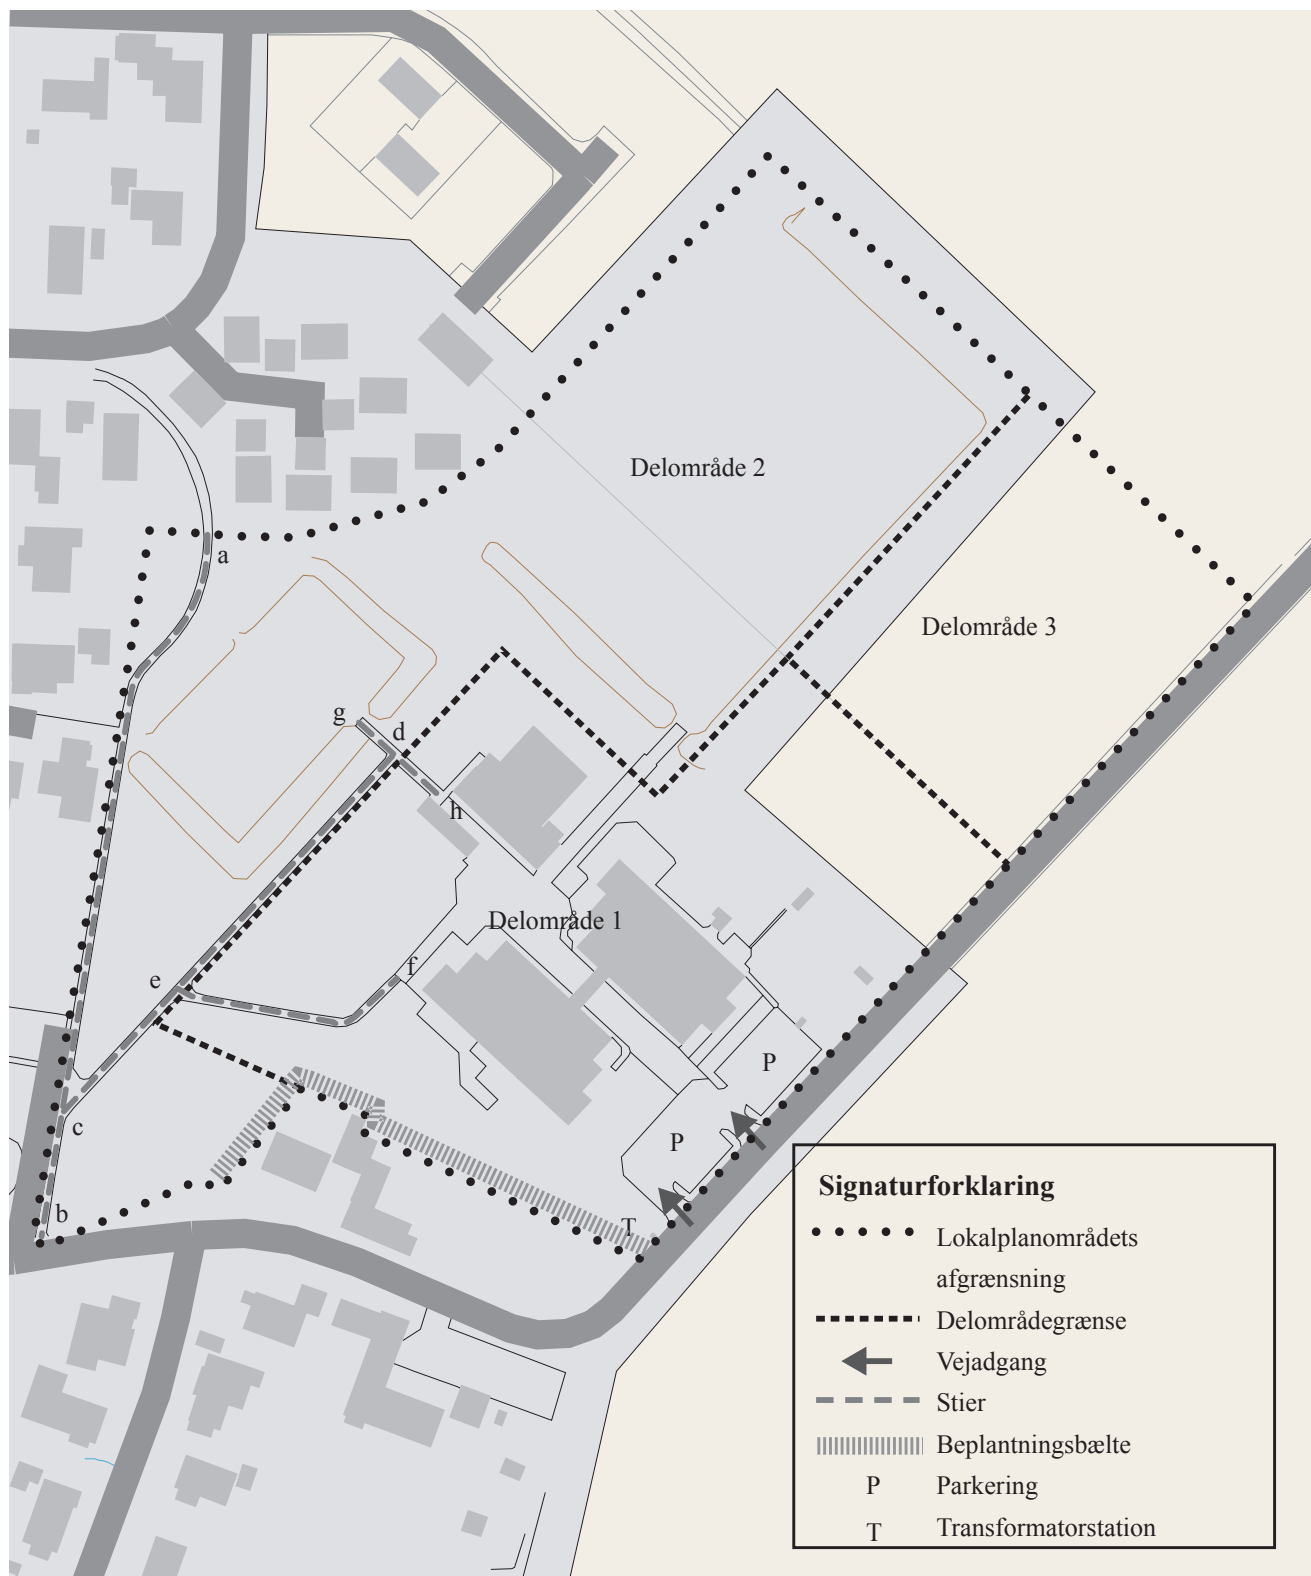 Delområde 2
a
Delområde 3
g
d
h
Delområde 1
f
e
P
P
c
b
T
Signaturforklaring
Lokalplanområdets
afgrænsning
Delområdegrænse
Vejadgang
Stier
Beplantningsbælte
P Parkering
T Transformatorstation